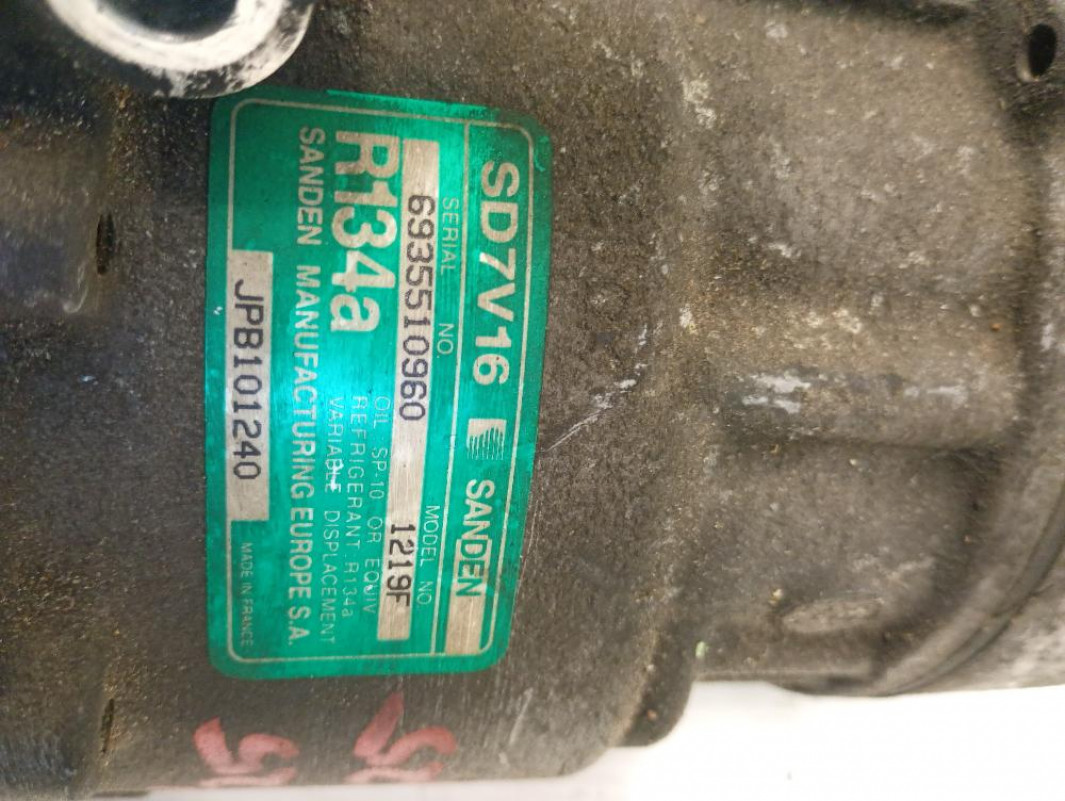 SD7V16 SANDEN
SERIAL NO. MODEL NO.
6935510960 1219F
R134a
OIL SP-10 OR EQUIV
REFRIGERANT.R134a
VARIABLE DISPLACEMENT
SANDEN MANUFACTURING EUROPE S.A.
JPB101240
MADE IN FRANCE